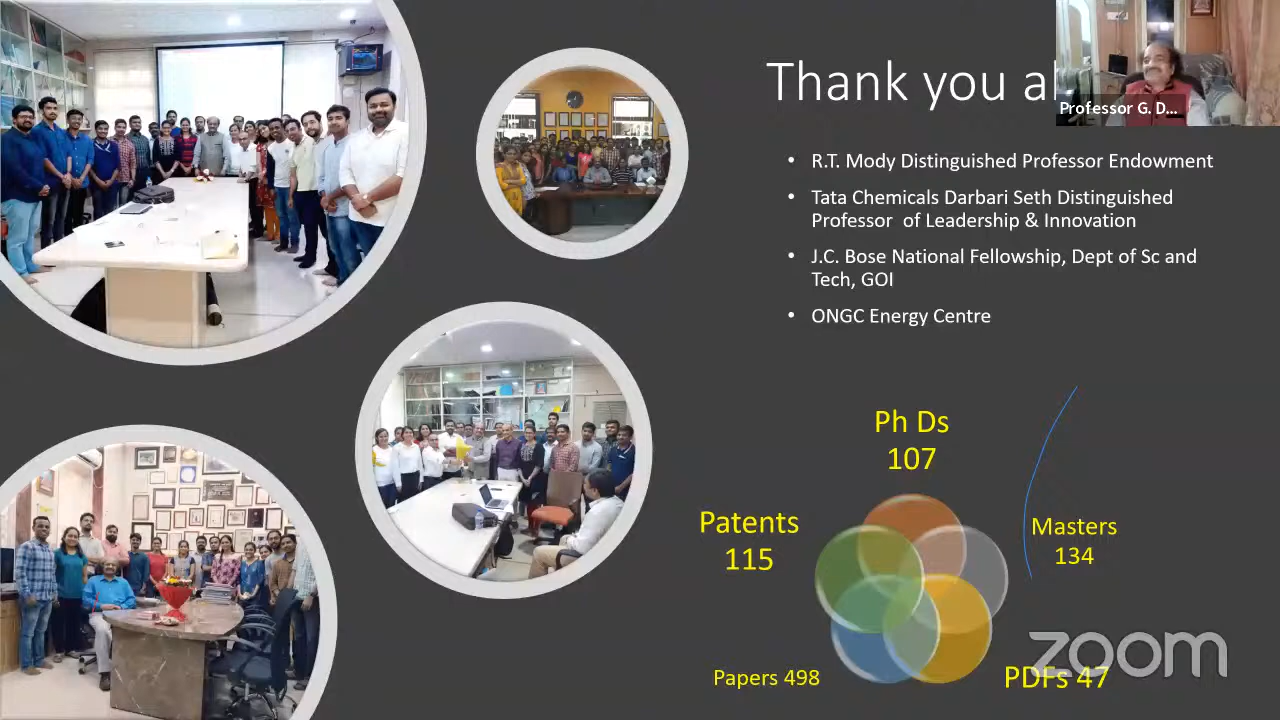 Thank you al
Professor G. D...
• R.T. Mody Distinguished Professor Endowment
• Tata Chemicals Darbari Seth Distinguished
Professor of Leadership & Innovation
• J.C. Bose National Fellowship, Dept of Sc and
Tech, GOI
• ONGC Energy Centre
Ph Ds
107
Patents
115
Masters
134
Papers 498
PDFs 47
zoom